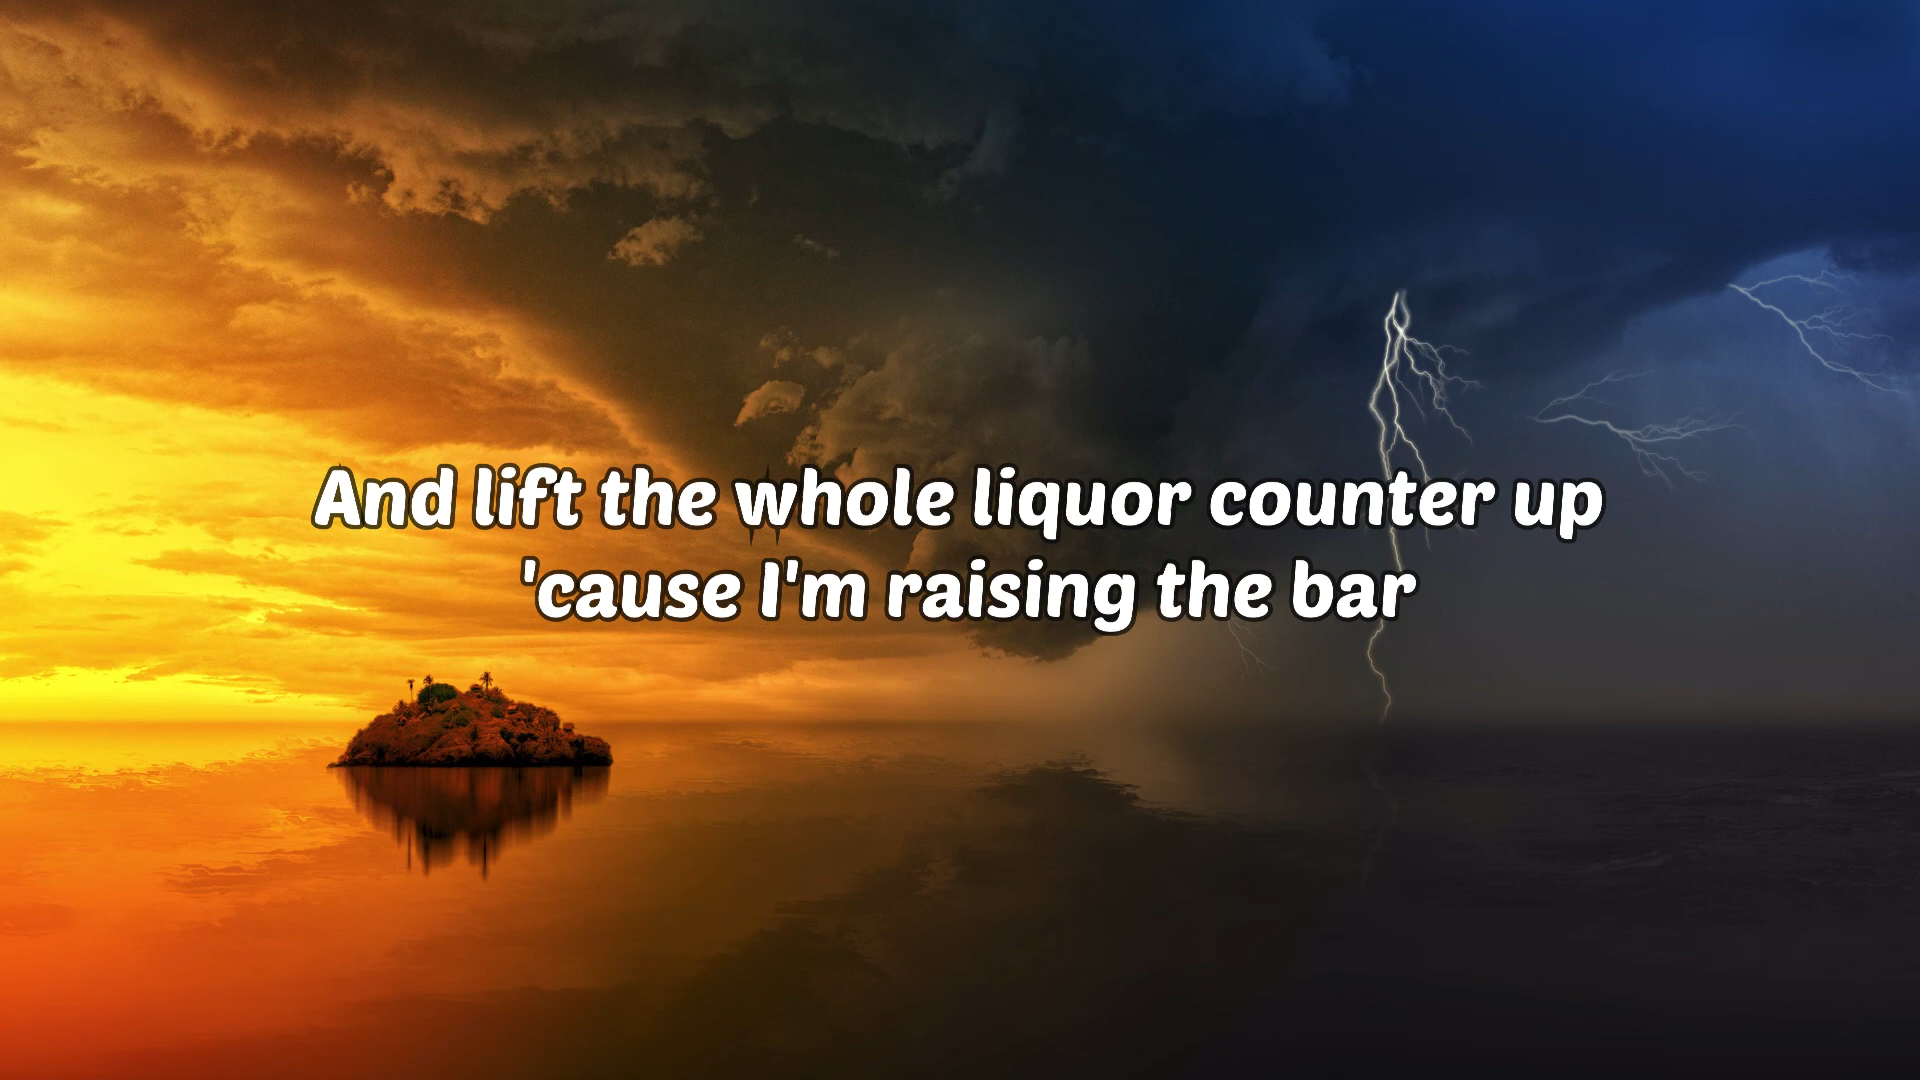 And lift the whole liquor counter up
'cause I'm raising the bar